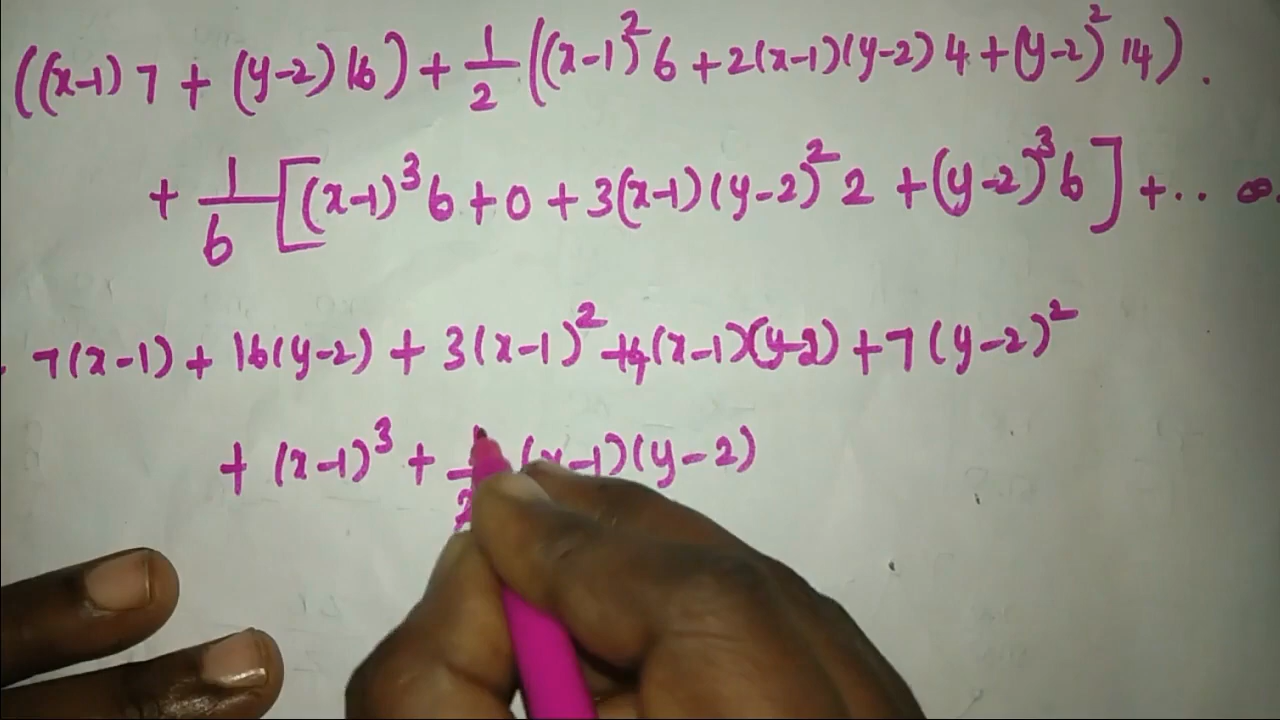 ((x-1) 7 + (y-2) 16) + 1/2 ((x-1)² 6 + 2(x-1)(y-2) 4 + (y-2)² 14) .
+ 1/6 [(x-1)³ 6 + 0 + 3(x-1)(y-2)² 2 + (y-2)³ 6] + .. ∞.
7(x-1) + 16(y-2) + 3(x-1)² + 4(x-1)(y-2) + 7(y-2)²
+ (x-1)³ + (x-1)(y-2)